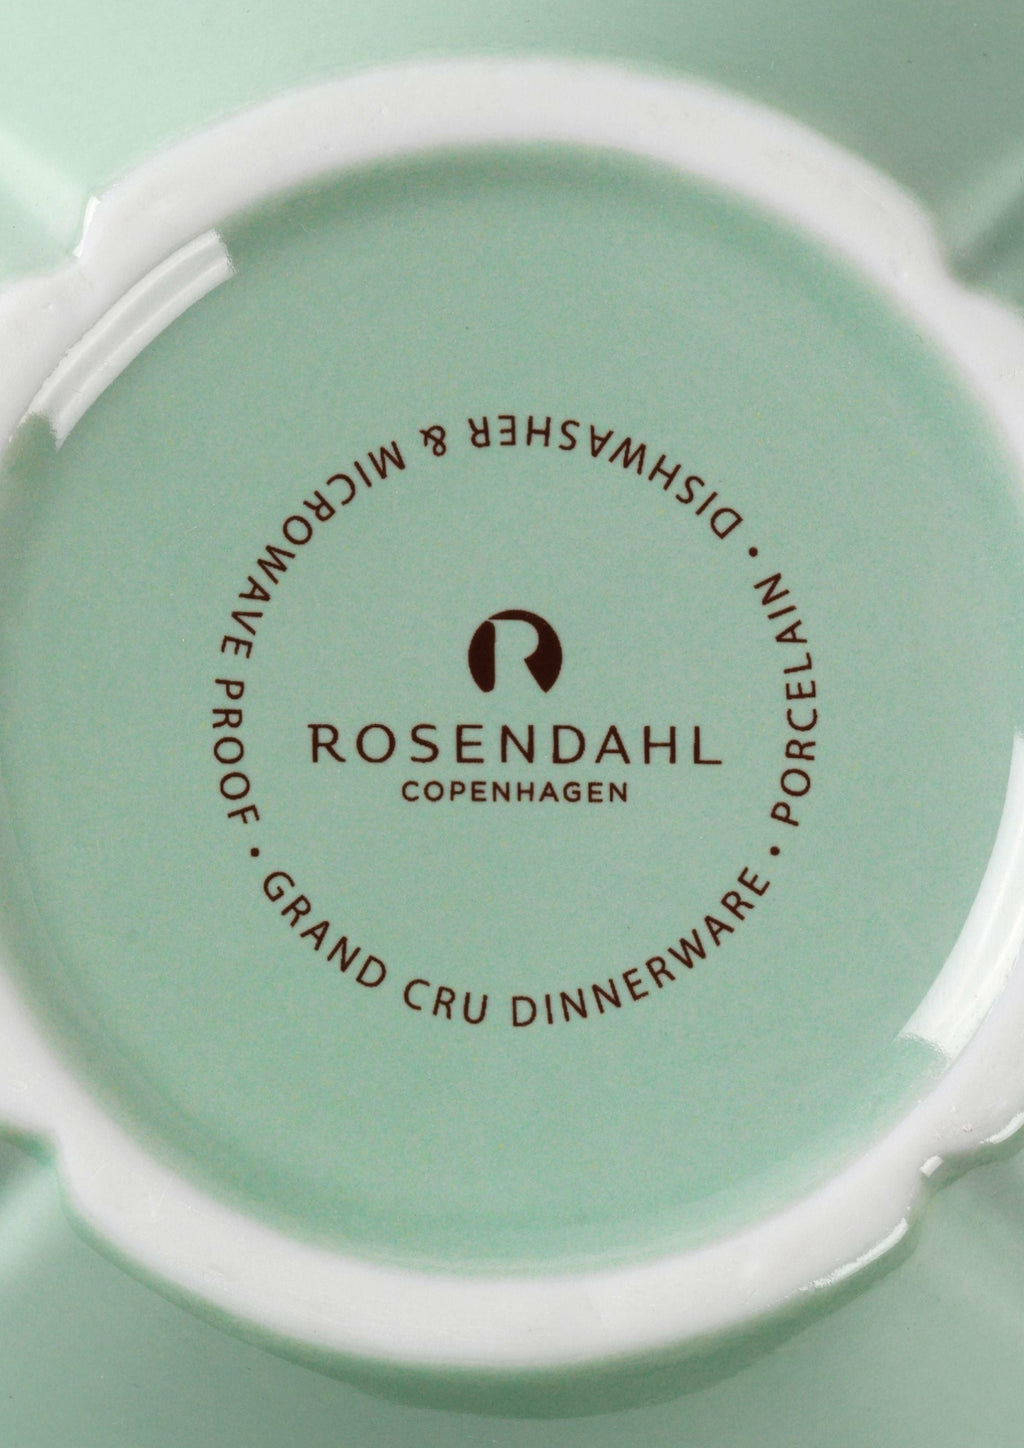 ROSENDAHL
COPENHAGEN
GRAND CRU DINNERWARE • PORCELAIN • DISHWASHER & MICROWAVE PROOF •